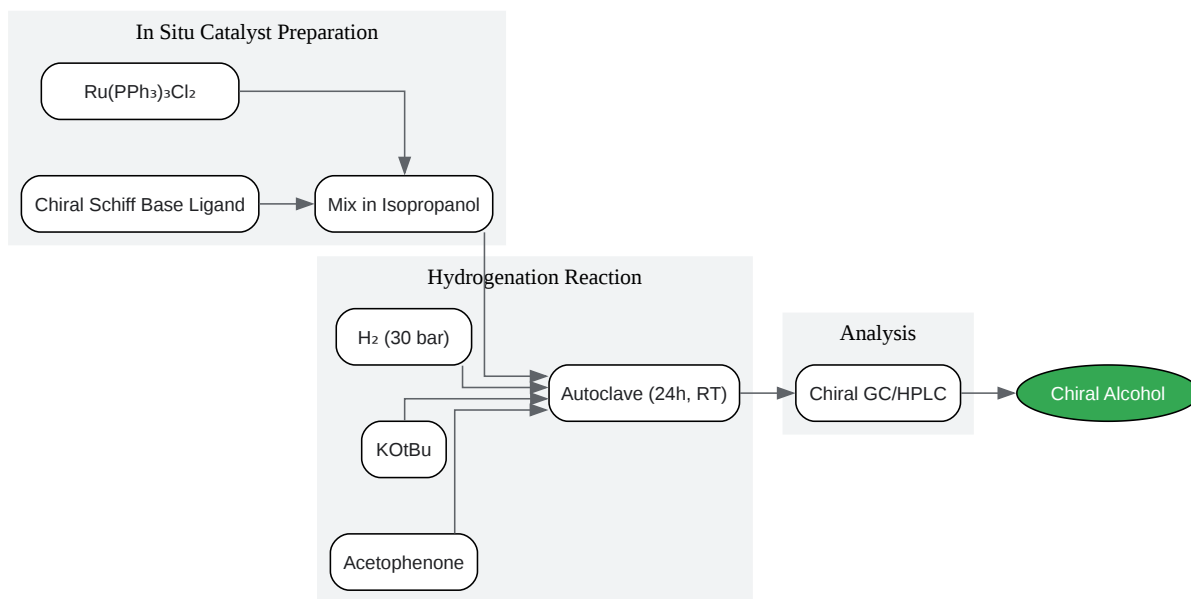 In Situ Catalyst Preparation
Ru(PPh₃)₃Cl₂
Chiral Schiff Base Ligand
Mix in Isopropanol
Hydrogenation Reaction
H₂ (30 bar)
KOtBu
Acetophenone
Autoclave (24h, RT)
Analysis
Chiral GC/HPLC
Chiral Alcohol